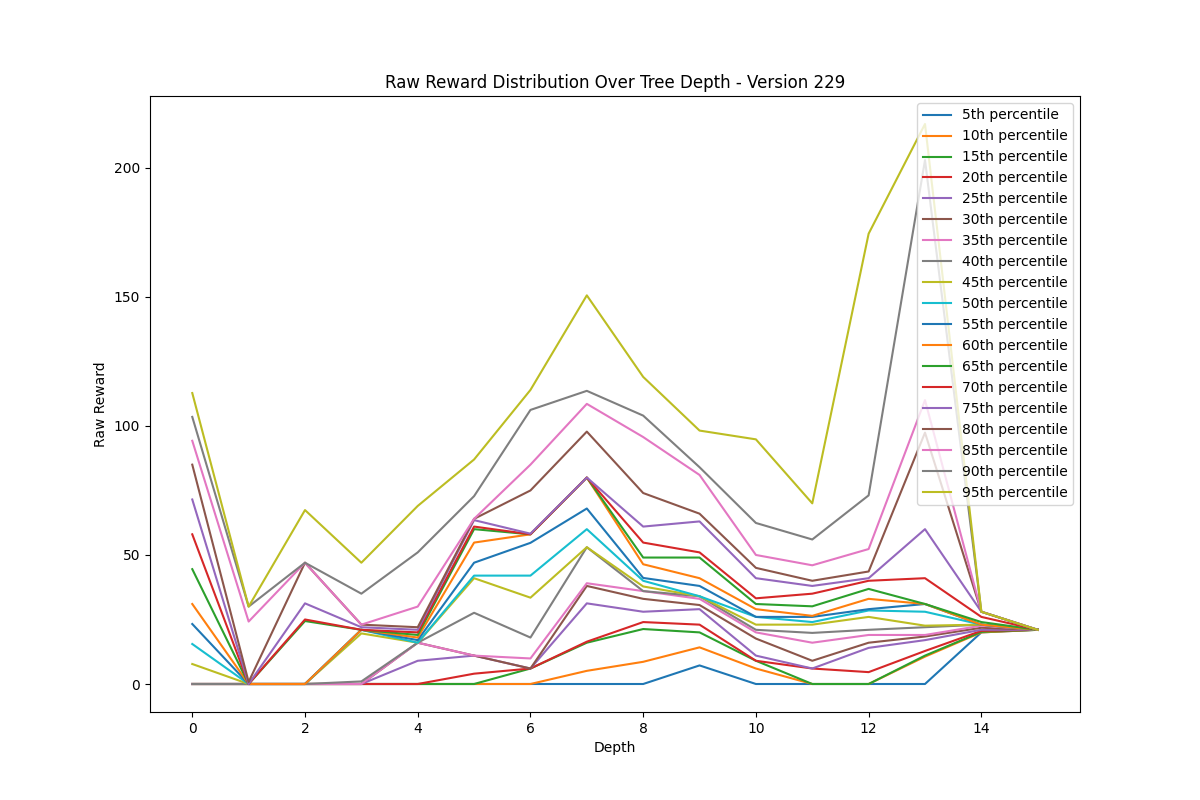 Raw Reward Distribution Over Tree Depth - Version 229
Raw Reward
200
150
100
50
0
0 2 4 6 8 10 12 14
Depth
5th percentile
10th percentile
15th percentile
20th percentile
25th percentile
30th percentile
35th percentile
40th percentile
45th percentile
50th percentile
55th percentile
60th percentile
65th percentile
70th percentile
75th percentile
80th percentile
85th percentile
90th percentile
95th percentile